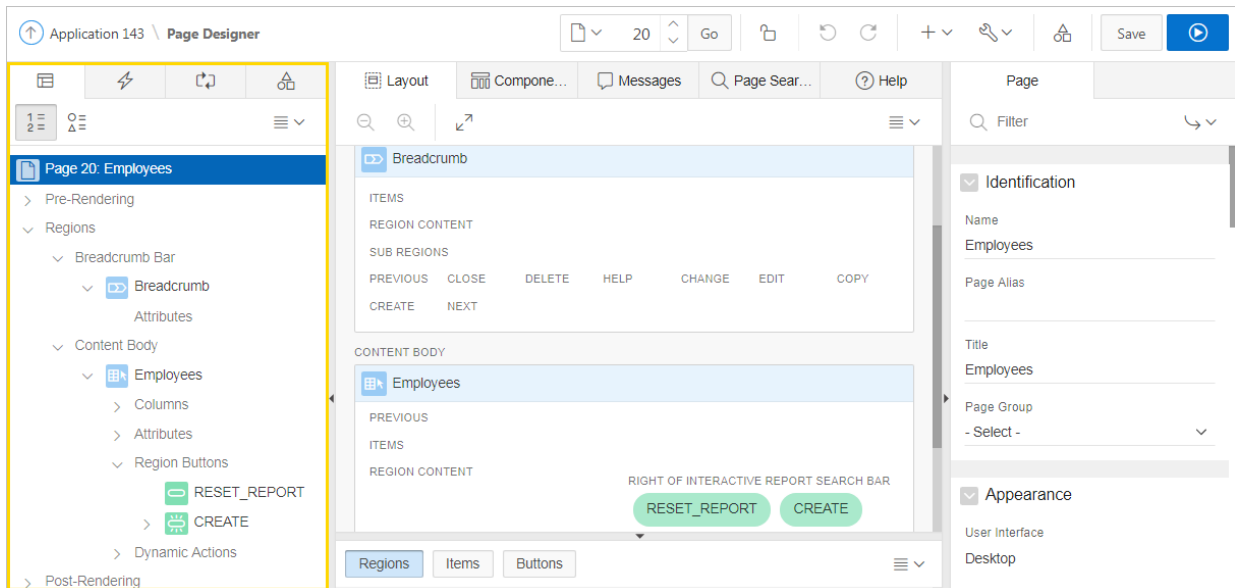 Application 143 \ Page Designer
20
Go
Save
Layout
Compone...
Messages
Page Sear...
Help
Page
Filter
Page 20: Employees
Pre-Rendering
Regions
Breadcrumb Bar
Breadcrumb
Attributes
Content Body
Employees
Columns
Attributes
Region Buttons
RESET_REPORT
CREATE
Dynamic Actions
Post-Rendering
Breadcrumb
ITEMS
REGION CONTENT
SUB REGIONS
PREVIOUS CLOSE DELETE HELP CHANGE EDIT COPY
CREATE NEXT
CONTENT BODY
Employees
PREVIOUS
ITEMS
REGION CONTENT
RIGHT OF INTERACTIVE REPORT SEARCH BAR
RESET_REPORT CREATE
Regions Items Buttons
Identification
Name
Employees
Page Alias
Title
Employees
Page Group
- Select -
Appearance
User Interface
Desktop